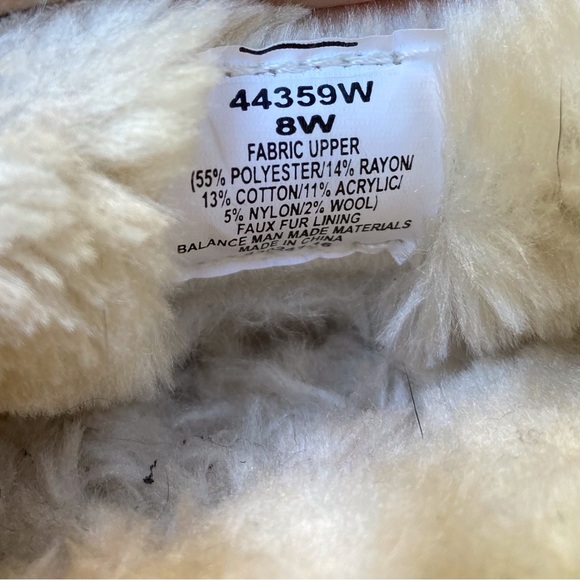 44359W
8W
FABRIC UPPER
(55% POLYESTER/14% RAYON/
13% COTTON/11% ACRYLIC/
5% NYLON/2% WOOL)
FAUX FUR LINING
BALANCE MAN MADE MATERIALS
MADE IN CHINA